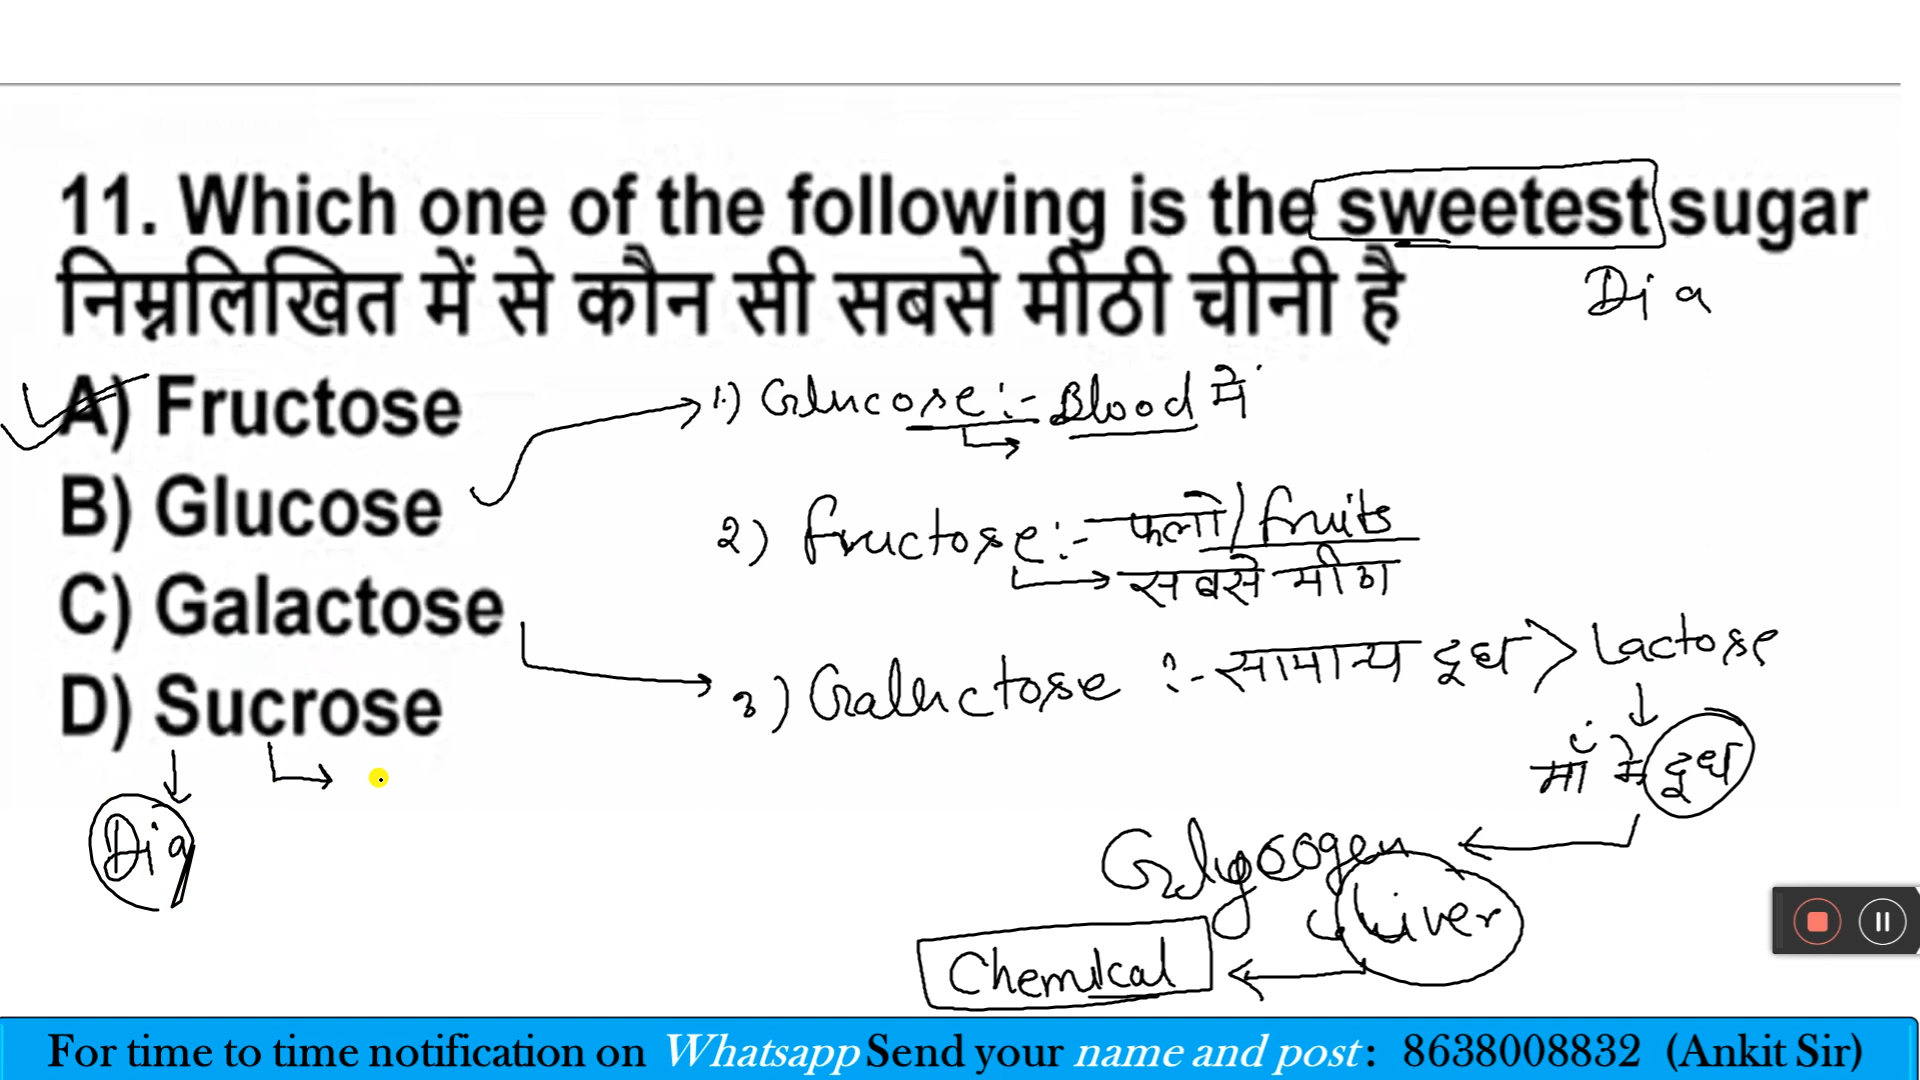 11. Which one of the following is the sweetest sugar
निम्नलिखित में से कौन सी सबसे मीठी चीनी है
Dia
A) Fructose
1) Glucose :- Blood में
B) Glucose
2) fructose :- फलो / fruits
सबसे मीठा
C) Galactose
3) Galactose :- सामान्य दूध > Lactose
D) Sucrose
माँ में दूध
Dia
Glycogen
Liver
Chemical
For time to time notification on Whatsapp Send your name and post : 8638008832 (Ankit Sir)